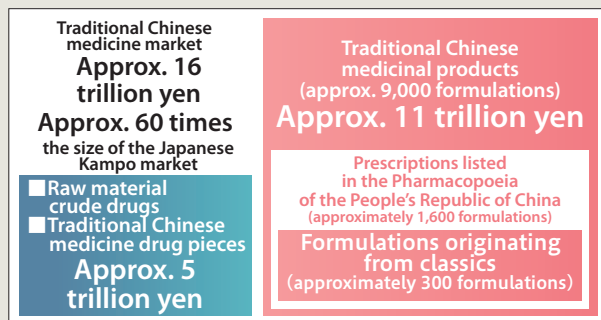 Traditional Chinese
medicine market
Approx. 16
trillion yen
Approx. 60 times
the size of the Japanese
Kampo market
■Raw material
crude drugs
■Traditional Chinese
medicine drug pieces
Approx. 5
trillion yen
Traditional Chinese
medicinal products
(approx. 9,000 formulations)
Approx. 11 trillion yen
Prescriptions listed
in the Pharmacopoeia
of the People's Republic of China
(approximately 1,600 formulations)
Formulations originating
from classics
(approximately 300 formulations)